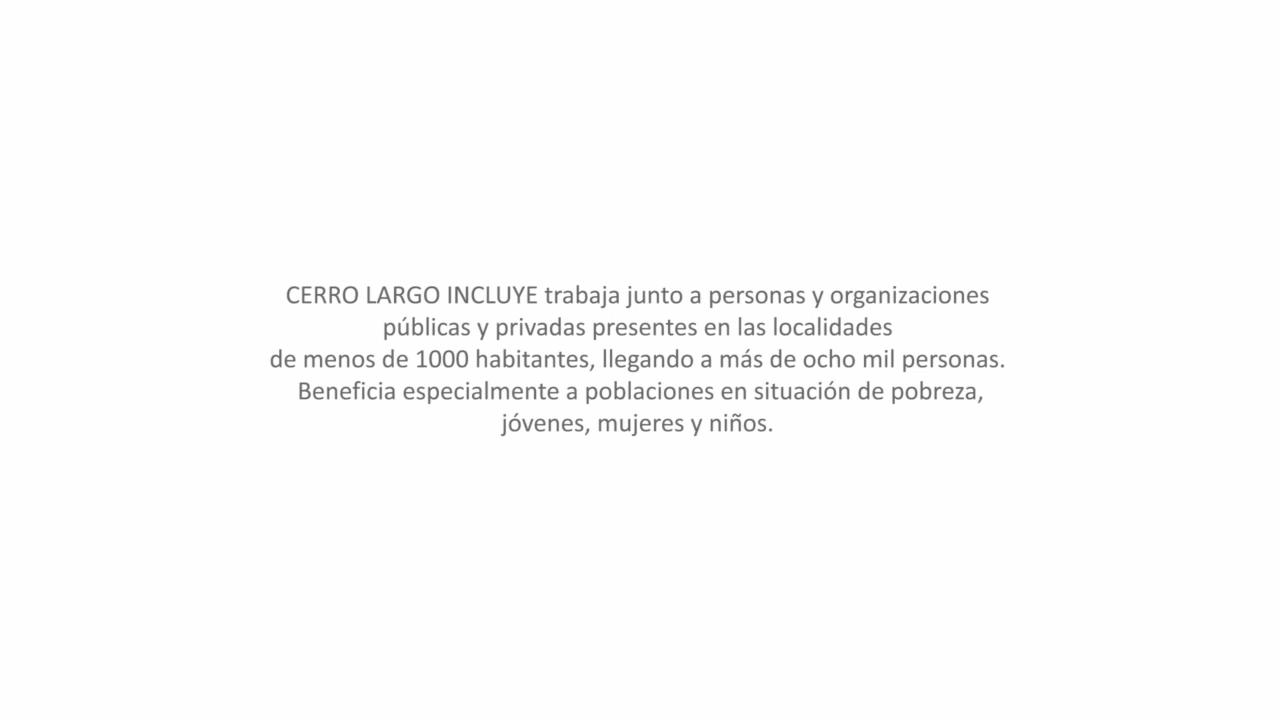 CERRO LARGO INCLUYE trabaja junto a personas y organizaciones
públicas y privadas presentes en las localidades
de menos de 1000 habitantes, llegando a más de ocho mil personas.
Beneficia especialmente a poblaciones en situación de pobreza,
jóvenes, mujeres y niños.